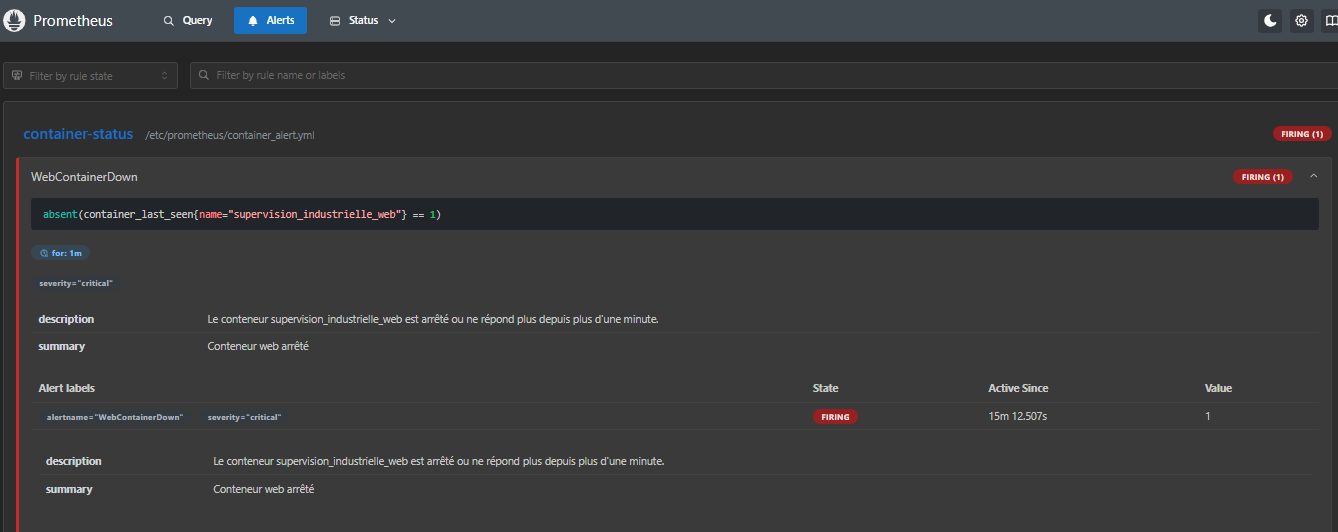 Prometheus Query Alerts Status
Filter by rule state Filter by rule name or labels
container-status /etc/prometheus/container_alert.yml FIRING (1)
WebContainerDown FIRING (1)
absent(container_last_seen{name="supervision_industrielle_web"} == 1)
for: 1m
severity="critical"
description Le conteneur supervision_industrielle_web est arrêté ou ne répond plus depuis plus d'une minute.
summary Conteneur web arrêté
Alert labels State Active Since Value
alertname="WebContainerDown" severity="critical" FIRING 15m 12.507s 1
description Le conteneur supervision_industrielle_web est arrêté ou ne répond plus depuis plus d'une minute.
summary Conteneur web arrêté